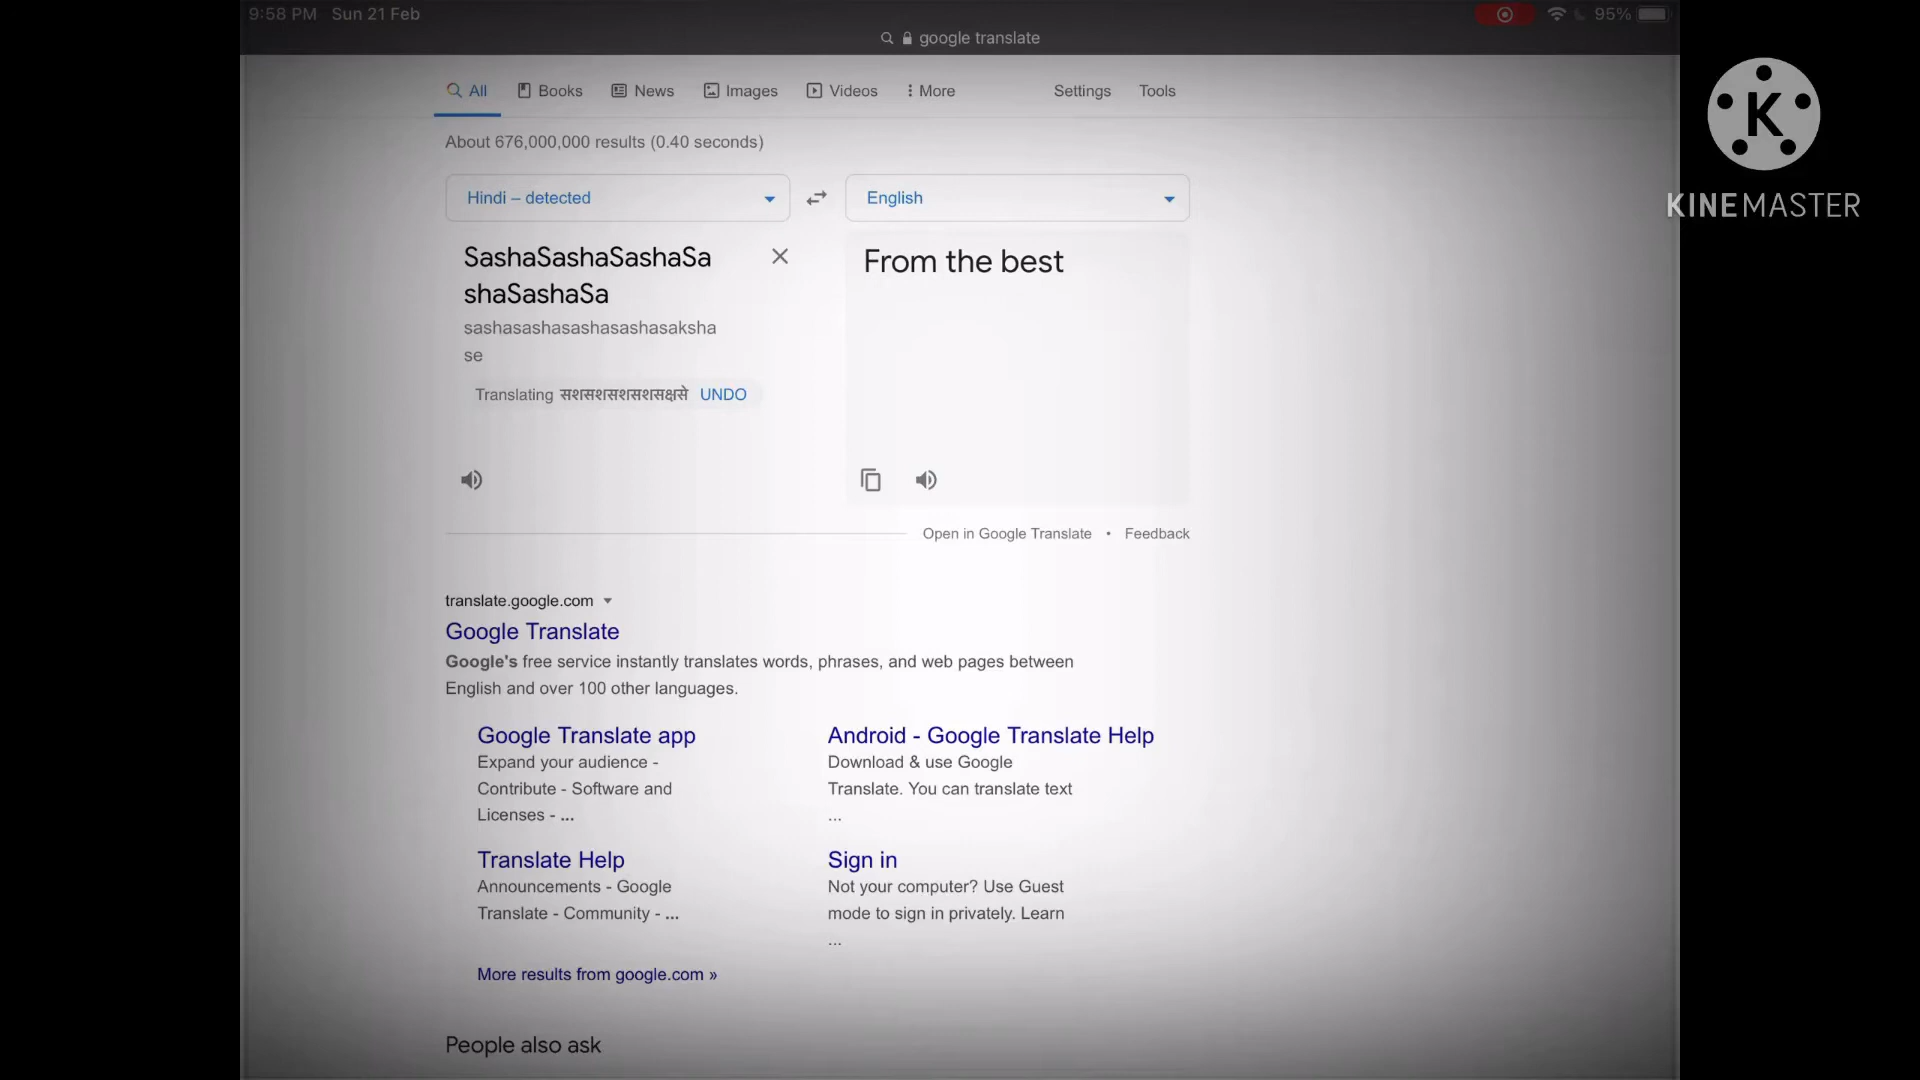 9:58 PM Sun 21 Feb
95%
google translate
All Books News Images Videos More Settings Tools
About 676,000,000 results (0.40 seconds)
Hindi – detected
English
SashaSashaSashaSa
shaSashaSa
sashasashasashasashasaksha
se
Translating सशसशसशसशसक्षसे UNDO
From the best
Open in Google Translate • Feedback
translate.google.com
Google Translate
Google's free service instantly translates words, phrases, and web pages between
English and over 100 other languages.
Google Translate app
Expand your audience -
Contribute - Software and
Licenses - ...
Android - Google Translate Help
Download & use Google
Translate. You can translate text
...
Translate Help
Announcements - Google
Translate - Community - ...
Sign in
Not your computer? Use Guest
mode to sign in privately. Learn
...
More results from google.com »
People also ask
K
KINEMASTER